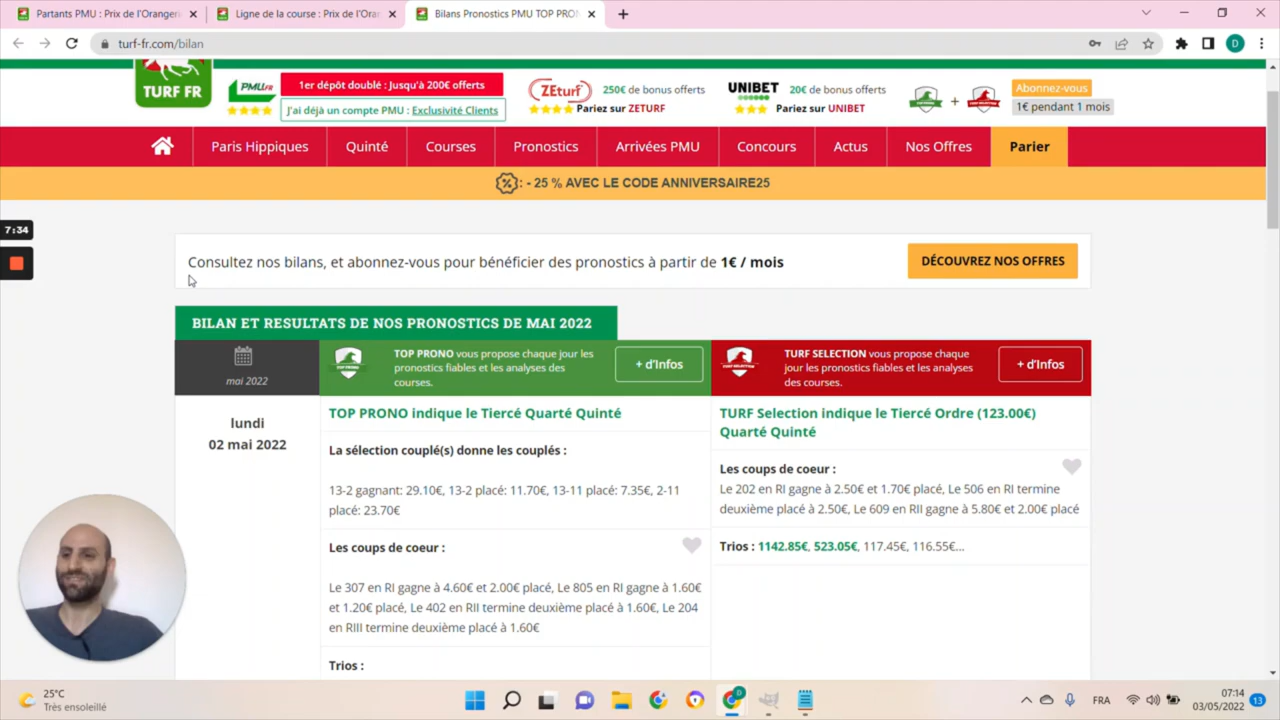 Partants PMU : Prix de l'Oranger
Ligne de la course : Prix de l'Oran
Bilans Pronostics PMU TOP PRO
turf-fr.com/bilan
D
TURF FR
PMU.FR
1er dépôt doublé : Jusqu'à 200€ offerts
J'ai déjà un compte PMU : Exclusivité Clients
ZEturf
250€ de bonus offerts
Pariez sur ZETURF
UNIBET
20€ de bonus offerts
Pariez sur UNIBET
+
Abonnez-vous
1€ pendant 1 mois
Paris Hippiques
Quinté
Courses
Pronostics
Arrivées PMU
Concours
Actus
Nos Offres
Parier
% : - 25 % AVEC LE CODE ANNIVERSAIRE25
7:34
Consultez nos bilans, et abonnez-vous pour bénéficier des pronostics à partir de 1€ / mois
DÉCOUVREZ NOS OFFRES
BILAN ET RESULTATS DE NOS PRONOSTICS DE MAI 2022
mai 2022
TOP PRONO
TOP PRONO vous propose chaque jour les
pronostics fiables et les analyses des
courses.
+ d'Infos
TURF SELECTION
TURF SELECTION vous propose chaque
jour les pronostics fiables et les analyses
des courses.
+ d'Infos
lundi
02 mai 2022
TOP PRONO indique le Tiercé Quarté Quinté
La sélection couplé(s) donne les couplés :
13-2 gagnant: 29.10€, 13-2 placé: 11.70€, 13-11 placé: 7.35€, 2-11
placé: 23.70€
Les coups de coeur :
Le 307 en RI gagne à 4.60€ et 2.00€ placé, Le 805 en RI gagne à 1.60€
et 1.20€ placé, Le 402 en RII termine deuxième placé à 1.60€, Le 204
en RIII termine deuxième placé à 1.60€
Trios :
TURF Selection indique le Tiercé Ordre (123.00€)
Quarté Quinté
Les coups de coeur :
Le 202 en RI gagne à 2.50€ et 1.70€ placé, Le 506 en RI termine
deuxième placé à 2.50€, Le 609 en RII gagne à 5.80€ et 2.00€ placé
Trios : 1142.85€, 523.05€, 117.45€, 116.55€...
25°C
Très ensoleillé
D
FRA
07:14
03/05/2022
13